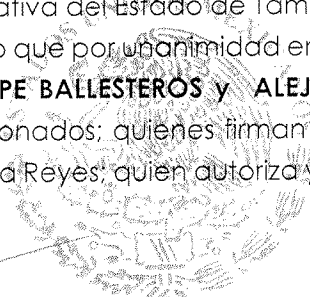 ativa del Estado de Tam
o que por unanimidad en
PE BALLESTEROS y ALEJ
onados; quienes firman
a Reyes; quien autoriza y